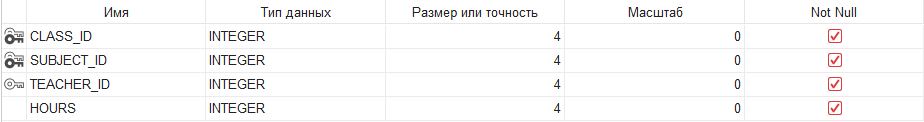 Имя Тип данных Размер или точность Масштаб Not Null
CLASS_ID INTEGER 4 0
SUBJECT_ID INTEGER 4 0
TEACHER_ID INTEGER 4 0
HOURS INTEGER 4 0